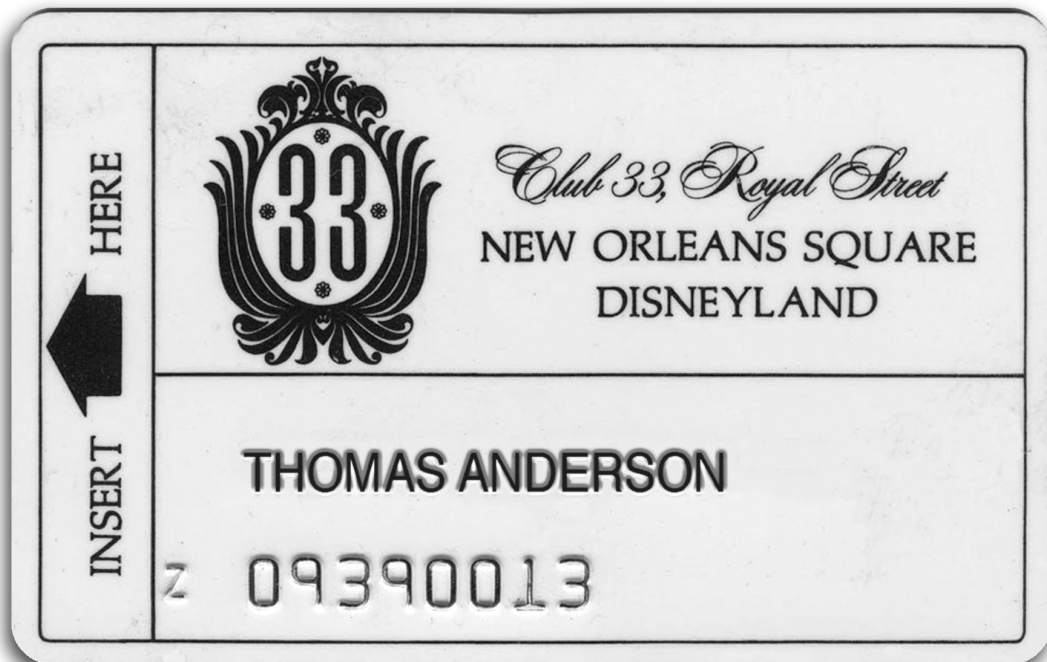 INSERT HERE
33
Club 33, Royal Street
NEW ORLEANS SQUARE
DISNEYLAND
THOMAS ANDERSON
Z 09390013